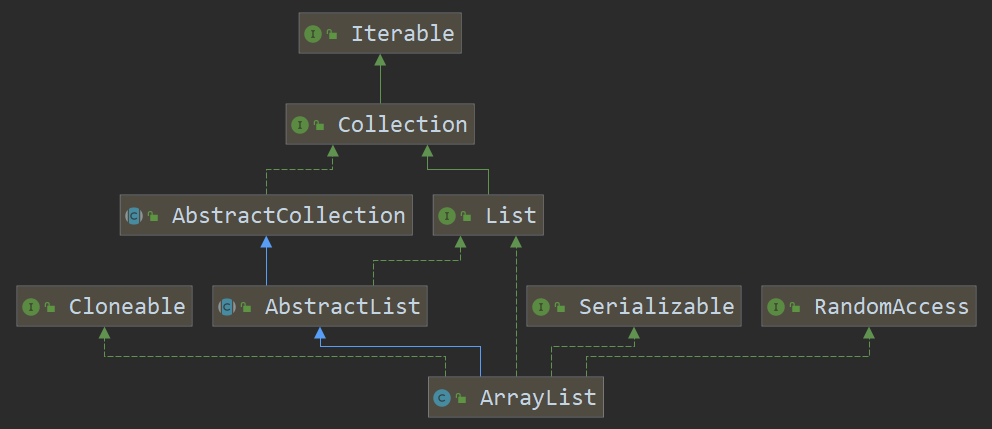 I Iterable
I Collection
C AbstractCollection
I List
I Cloneable
C AbstractList
I Serializable
I RandomAccess
C ArrayList